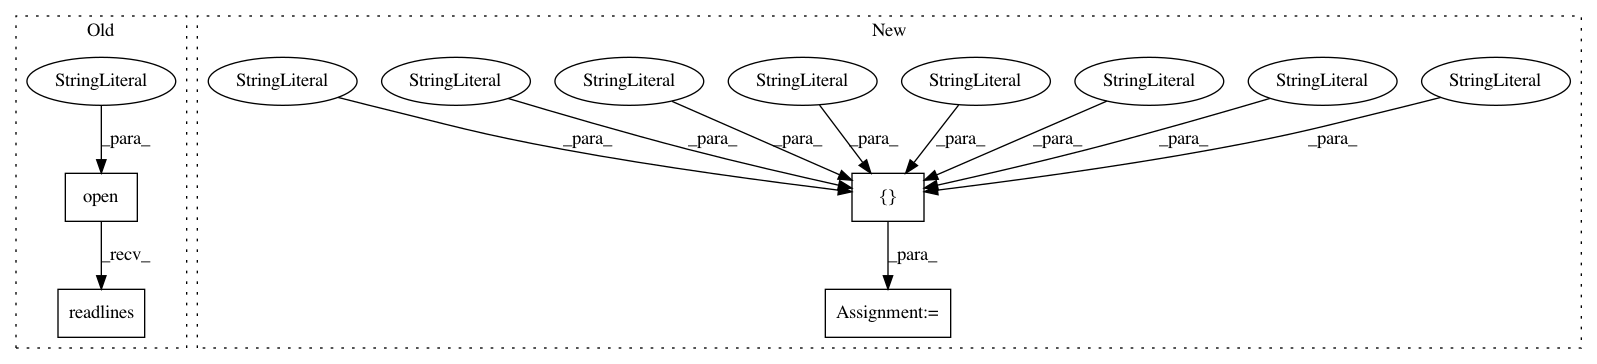 Old
New
StringLiteral
StringLiteral
StringLiteral
StringLiteral
StringLiteral
StringLiteral
StringLiteral
StringLiteral
StringLiteral
_para_
_para_
_para_
_para_
_para_
_para_
_para_
_para_
_para_
open
{}
_recv_
_para_
readlines
Assignment:=